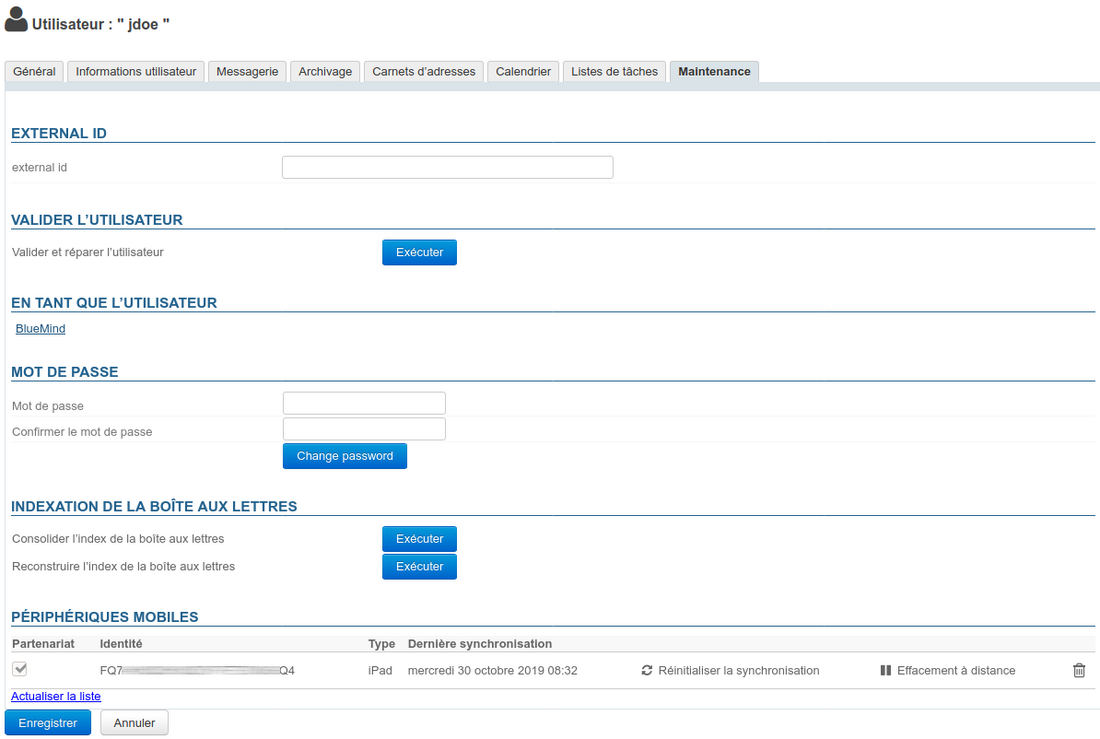 Utilisateur : " jdoe "
Général Informations utilisateur Messagerie Archivage Carnets d'adresses Calendrier Listes de tâches Maintenance
EXTERNAL ID
external id
VALIDER L'UTILISATEUR
Valider et réparer l'utilisateur Exécuter
EN TANT QUE L'UTILISATEUR
BlueMind
MOT DE PASSE
Mot de passe
Confirmer le mot de passe
Change password
INDEXATION DE LA BOÎTE AUX LETTRES
Consolider l'index de la boîte aux lettres Exécuter
Reconstruire l'index de la boîte aux lettres Exécuter
PÉRIPHÉRIQUES MOBILES
Partenariat Identité Type Dernière synchronisation
FQ7 Q4 iPad mercredi 30 octobre 2019 08:32 Réinitialiser la synchronisation Effacement à distance
Actualiser la liste
Enregistrer Annuler